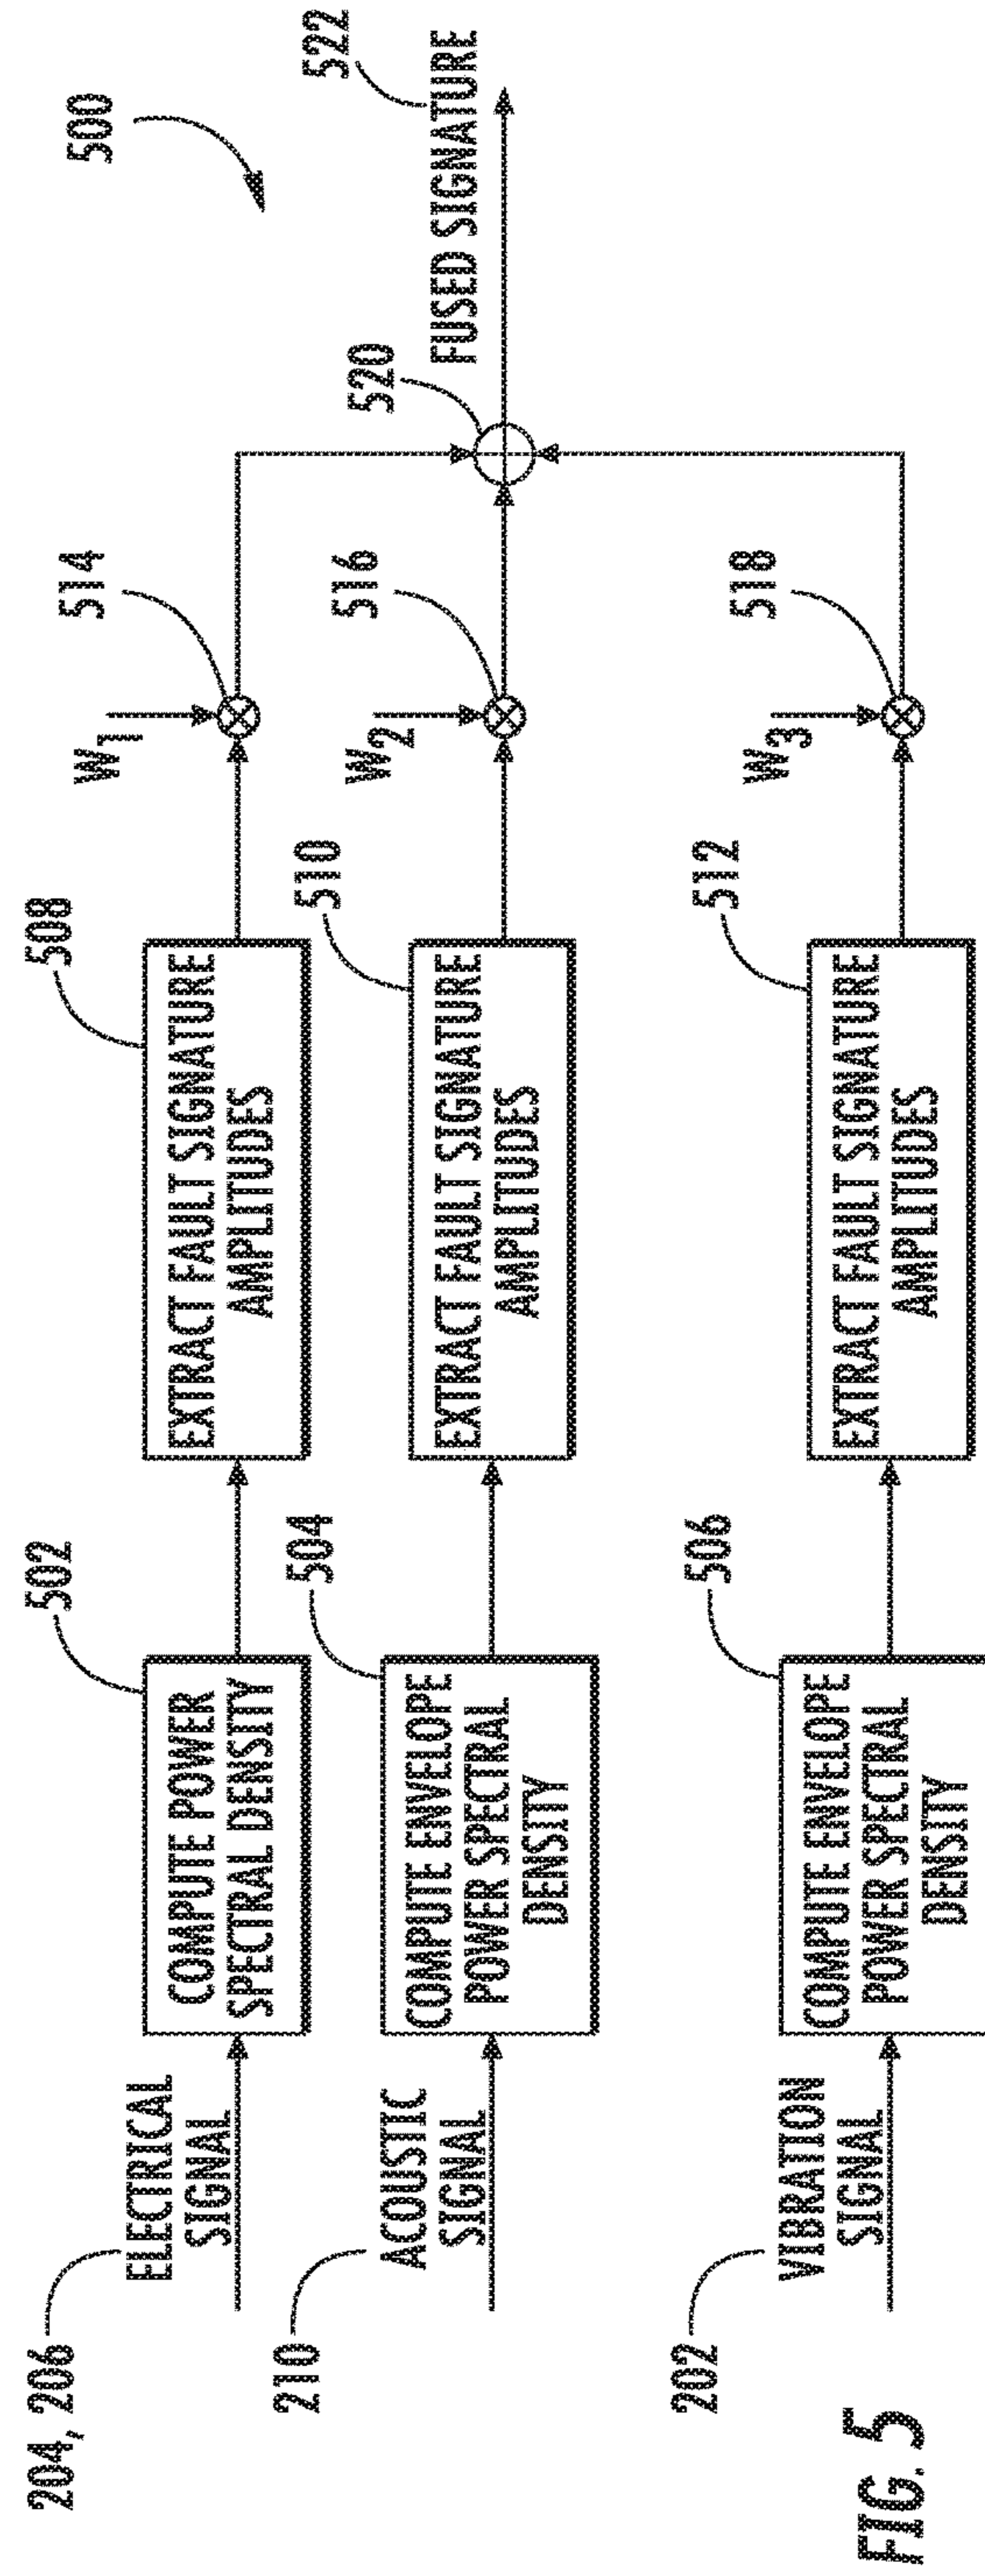 500
204, 206
ELECTRICAL
SIGNAL
502
COMPUTE POWER
SPECTRAL DENSITY
508
EXTRACT FAULT SIGNATURE
AMPLITUDES
W1
514
210
ACOUSTIC
SIGNAL
504
COMPUTE ENVELOPE
POWER SPECTRAL
DENSITY
510
EXTRACT FAULT SIGNATURE
AMPLITUDES
W2
516
520
FUSED SIGNATURE
522
202
VIBRATION
SIGNAL
506
COMPUTE ENVELOPE
POWER SPECTRAL
DENSITY
512
EXTRACT FAULT SIGNATURE
AMPLITUDES
W3
518
FIG. 5